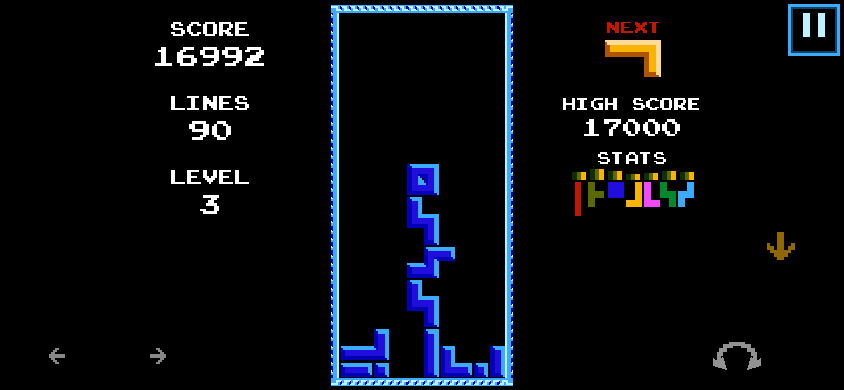 SCORE
16992
LINES
90
LEVEL
3
NEXT
HIGH SCORE
17000
STATS